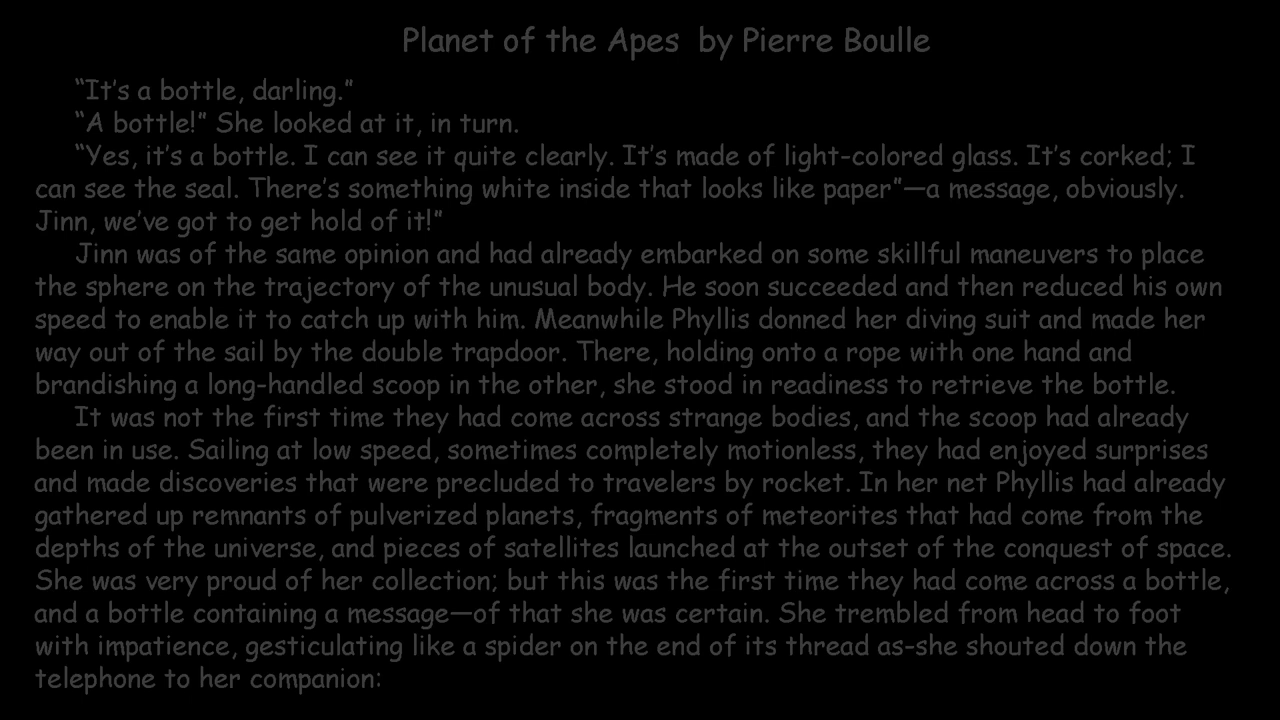 Planet of the Apes  by Pierre Boulle
“It’s a bottle, darling.”
“A bottle!” She looked at it, in turn.
“Yes, it’s a bottle. I can see it quite clearly. It’s made of light-colored glass. It’s corked; I
can see the seal. There’s something white inside that looks like paper”—a message, obviously.
Jinn, we’ve got to get hold of it!”
Jinn was of the same opinion and had already embarked on some skillful maneuvers to place
the sphere on the trajectory of the unusual body. He soon succeeded and then reduced his own
speed to enable it to catch up with him. Meanwhile Phyllis donned her diving suit and made her
way out of the sail by the double trapdoor. There, holding onto a rope with one hand and
brandishing a long-handled scoop in the other, she stood in readiness to retrieve the bottle.
It was not the first time they had come across strange bodies, and the scoop had already
been in use. Sailing at low speed, sometimes completely motionless, they had enjoyed surprises
and made discoveries that were precluded to travelers by rocket. In her net Phyllis had already
gathered up remnants of pulverized planets, fragments of meteorites that had come from the
depths of the universe, and pieces of satellites launched at the outset of the conquest of space.
She was very proud of her collection; but this was the first time they had come across a bottle,
and a bottle containing a message—of that she was certain. She trembled from head to foot
with impatience, gesticulating like a spider on the end of its thread as-she shouted down the
telephone to her companion: